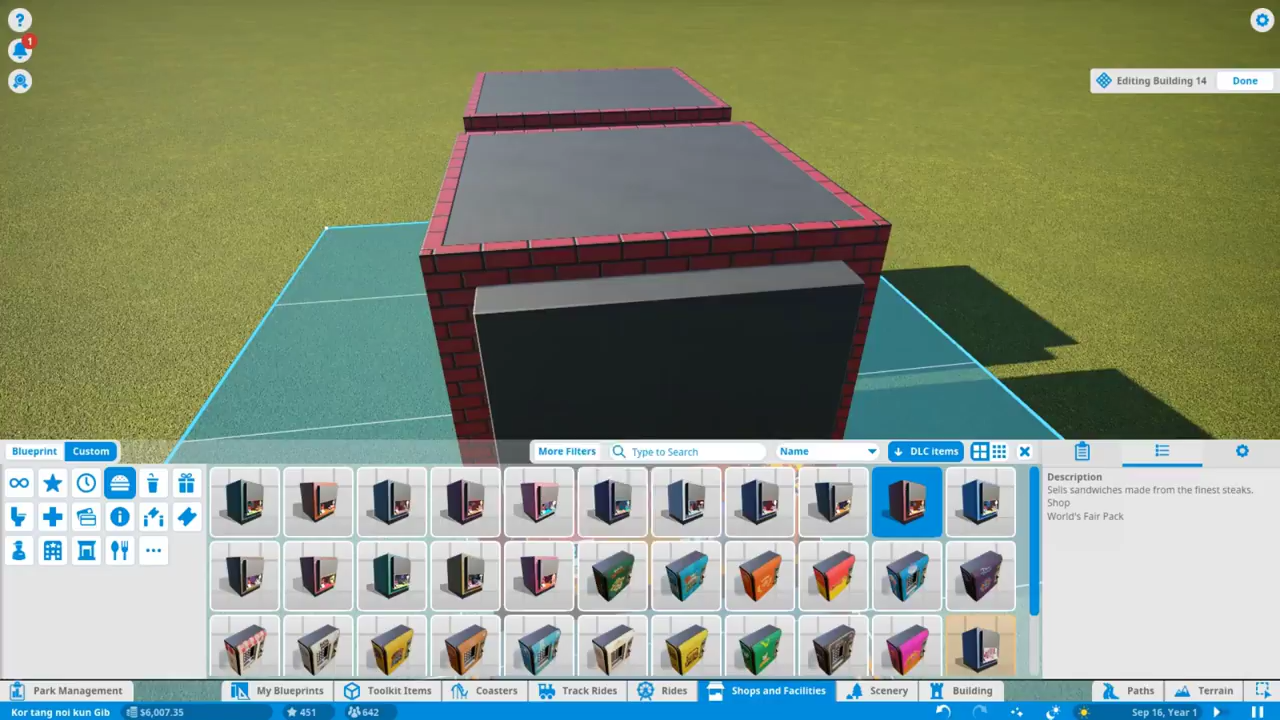 ?
1
Editing Building 14
Done
Blueprint
Custom
More Filters
Type to Search
Name
DLC items
Description
Sells sandwiches made from the finest steaks.
Shop
World's Fair Pack
Park Management
My Blueprints
Toolkit Items
Coasters
Track Rides
Rides
Shops and Facilities
Scenery
Building
Paths
Terrain
Kor tang noi kun Gib
$6,007.35
451
642
Sep 16, Year 1